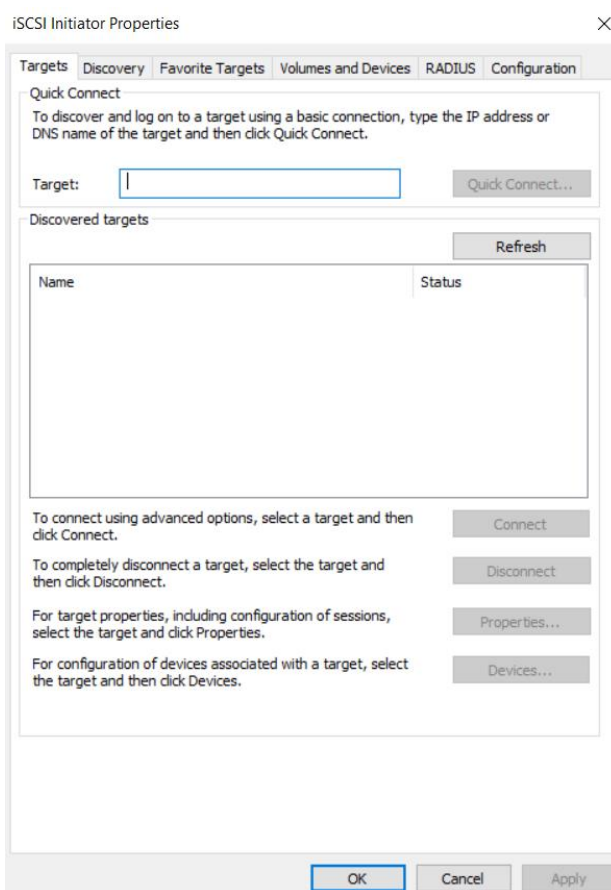 iSCSI Initiator Properties
Targets Discovery Favorite Targets Volumes and Devices RADIUS Configuration
Quick Connect
To discover and log on to a target using a basic connection, type the IP address or
DNS name of the target and then click Quick Connect.
Target: Quick Connect...
Discovered targets
Refresh
Name Status
To connect using advanced options, select a target and then
click Connect.
Connect
To completely disconnect a target, select the target and
then click Disconnect.
Disconnect
For target properties, including configuration of sessions,
select the target and click Properties.
Properties...
For configuration of devices associated with a target, select
the target and then click Devices.
Devices...
OK Cancel Apply